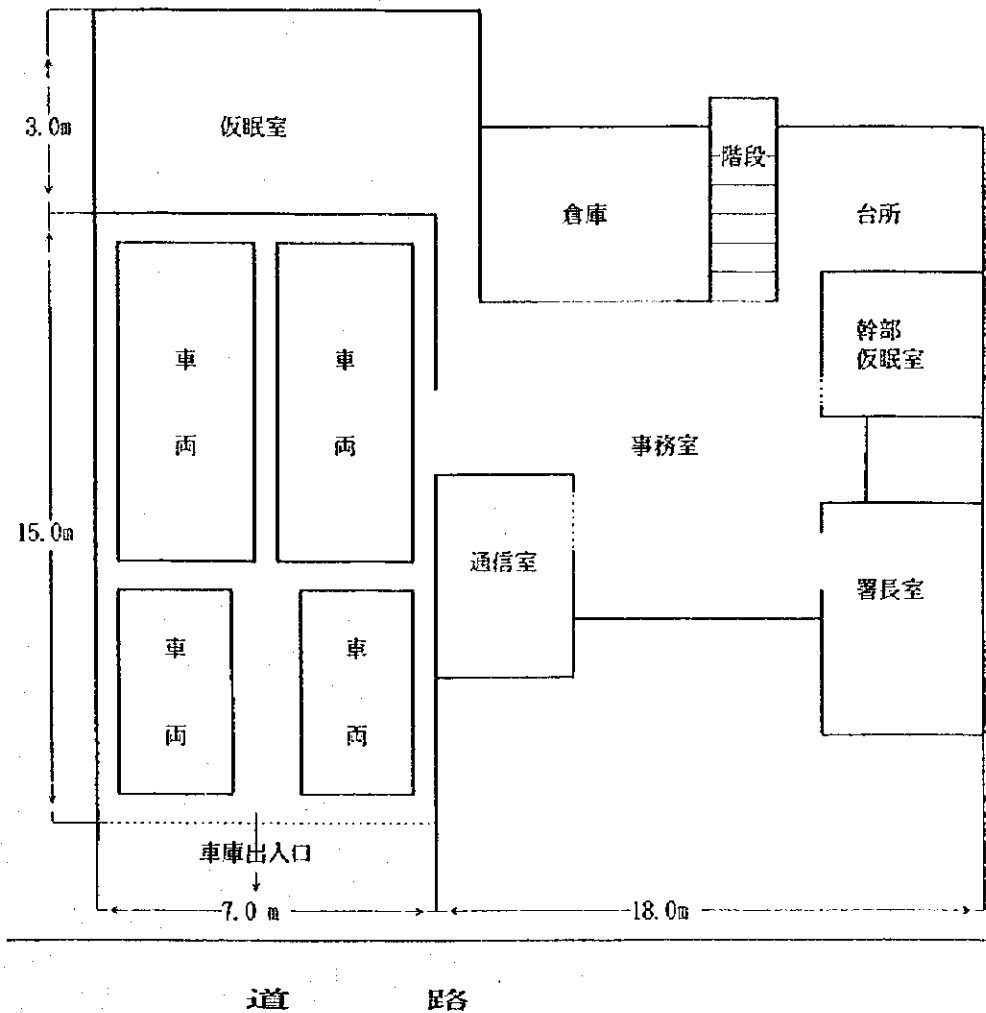 仮眠室
3.0m
階段
倉庫
台所
車両
車両
幹部
仮眠室
事務室
15.0m
通信室
署長室
車両
車両
車庫出入口
7.0 m
18.0m
道路